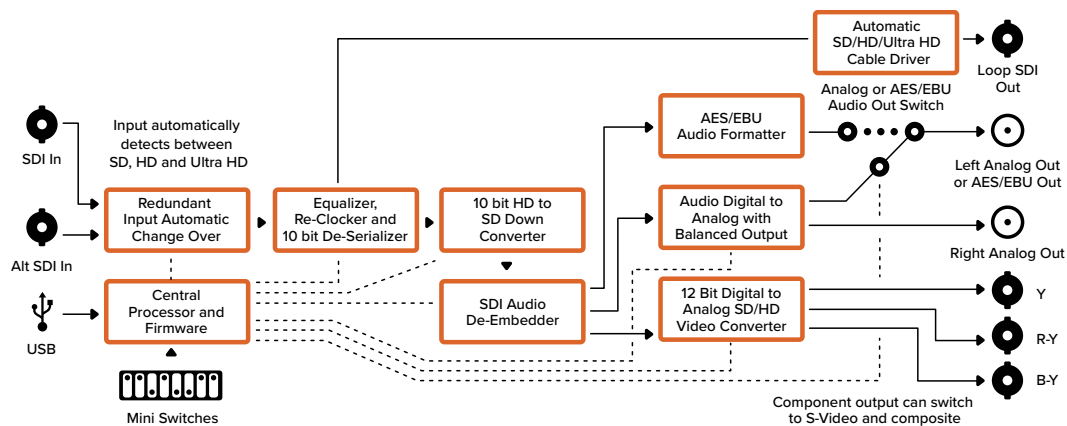 Automatic
SD/HD/Ultra HD
Cable Driver
Loop SDI
Out
Analog or AES/EBU
Audio Out Switch
SDI In
Input automatically
detects between
SD, HD and Ultra HD
AES/EBU
Audio Formatter
Left Analog Out
or AES/EBU Out
Alt SDI In
Redundant
Input Automatic
Change Over
Equalizer,
Re-Clocker and
10 bit De-Serializer
10 bit HD to
SD Down
Converter
Audio Digital to
Analog with
Balanced Output
Right Analog Out
USB
Central
Processor and
Firmware
SDI Audio
De-Embedder
12 Bit Digital to
Analog SD/HD
Video Converter
Y
R-Y
B-Y
Mini Switches
Component output can switch
to S-Video and composite